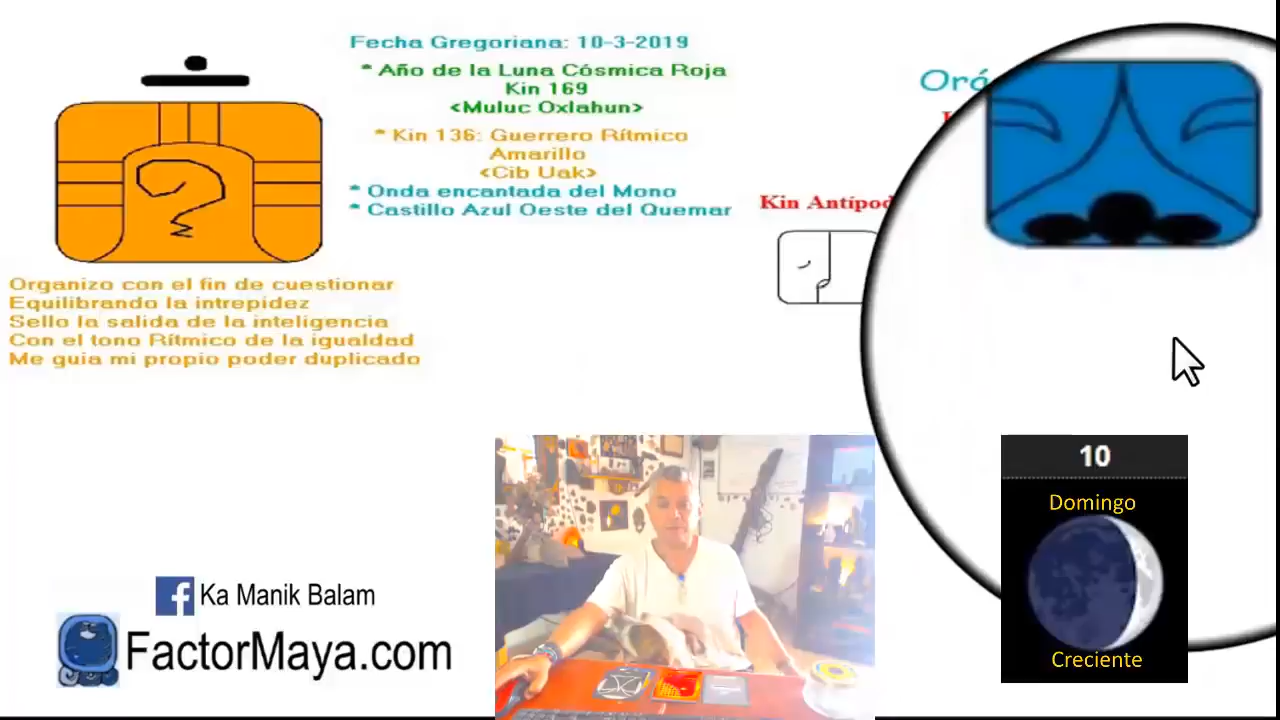 Fecha Gregoriana: 10-3-2019
* Año de la Luna Cósmica Roja
Kin 169
<Muluc Oxlahun>
* Kin 136: Guerrero Rítmico
Amarillo
<Cib Uak>
* Onda encantada del Mono
* Castillo Azul Oeste del Quemar
Organizo con el fin de cuestionar
Equilibrando la intrepidez
Sello la salida de la inteligencia
Con el tono Rítmico de la igualdad
Me guia mi propio poder duplicado
Orá
Kin Antípod
10
Domingo
Creciente
Ka Manik Balam
FactorMaya.com